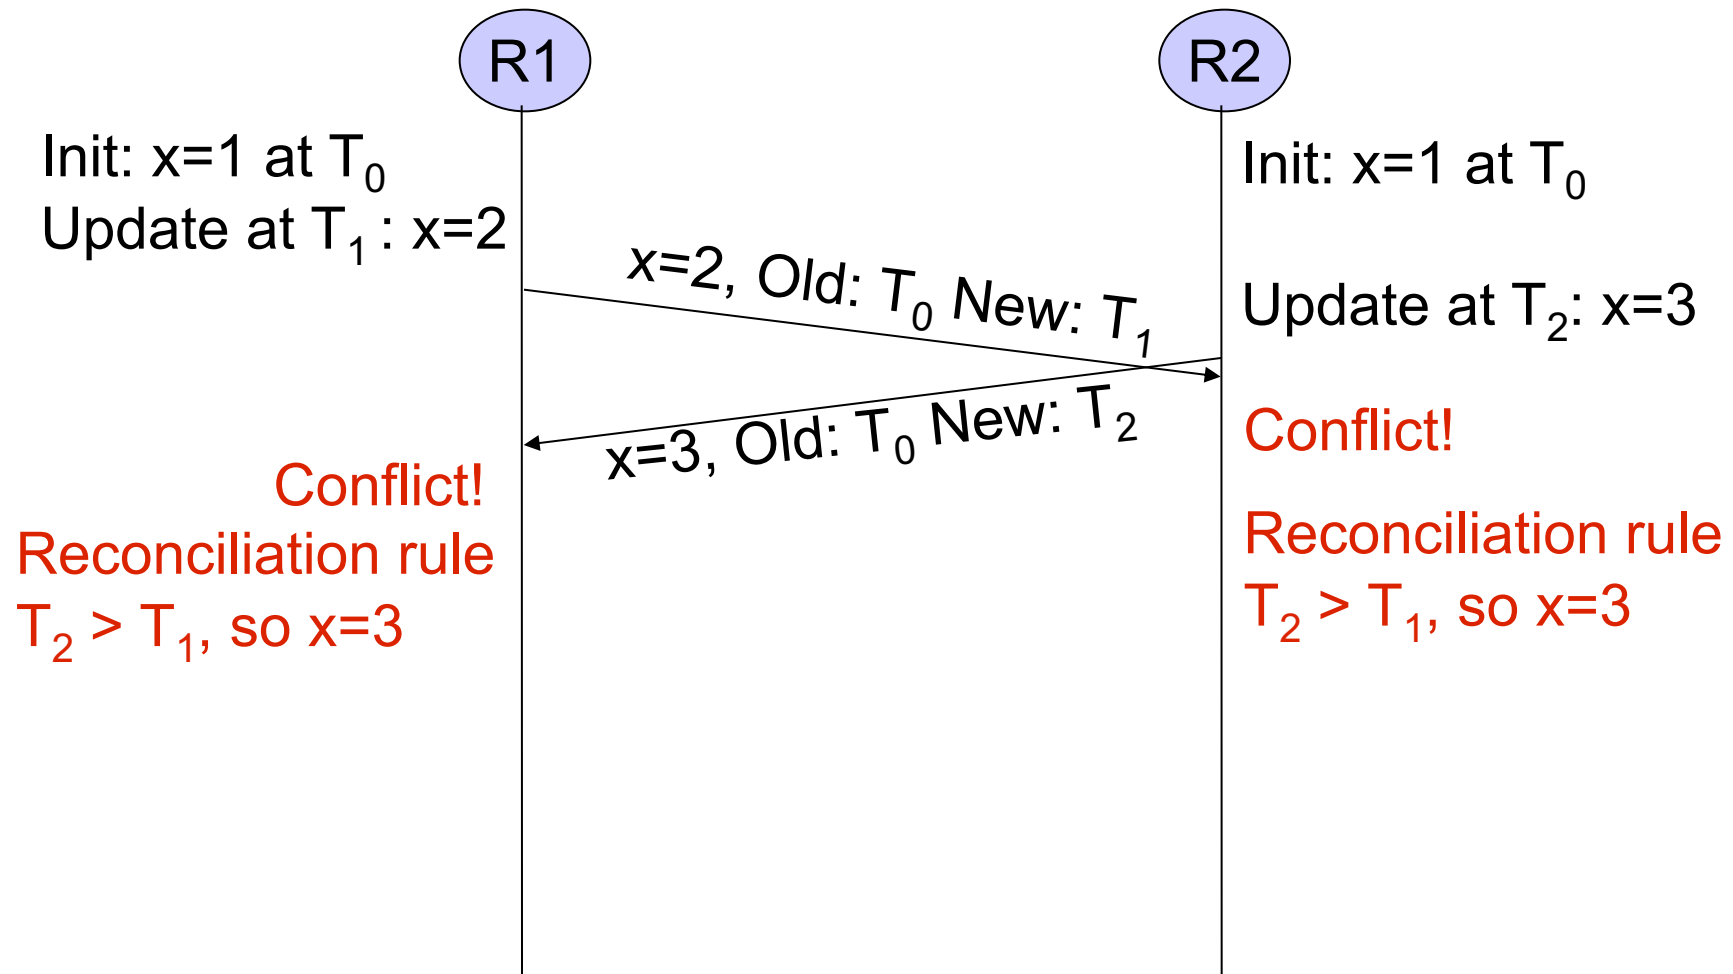 R1
R2
Init: x=1 at T₀
Update at T₁ : x=2
Init: x=1 at T₀
Update at T₂: x=3
x=2, Old: T₀ New: T₁
x=3, Old: T₀ New: T₂
Conflict!
Reconciliation rule
T₂ > T₁, so x=3
Conflict!
Reconciliation rule
T₂ > T₁, so x=3